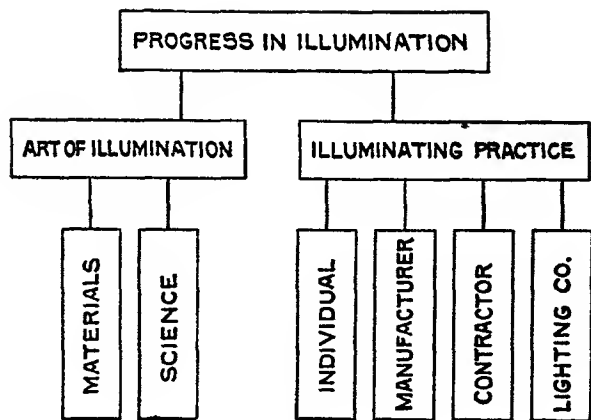 PROGRESS IN ILLUMINATION
ART OF ILLUMINATION
ILLUMINATING PRACTICE
MATERIALS
SCIENCE
INDIVIDUAL
MANUFACTURER
CONTRACTOR
LIGHTING CO.